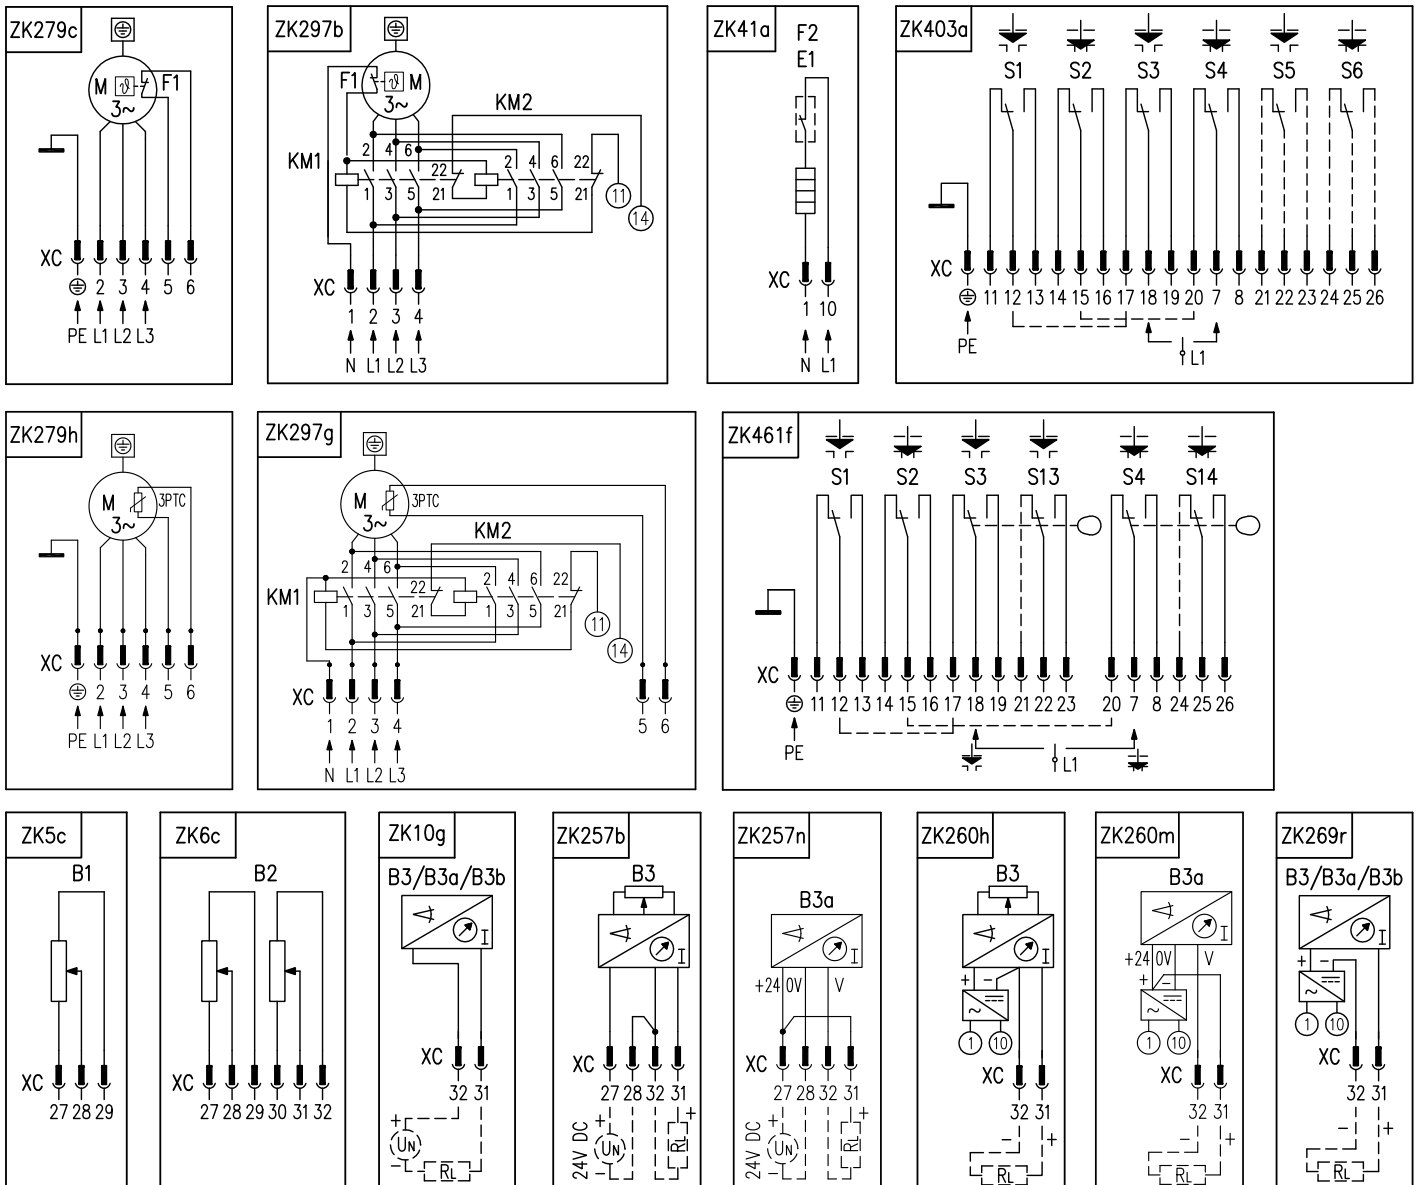 ZK279c
M ϑ F1
3~
XC
2 3 4 5 6
PE L1 L2 L3
ZK297b
F1 ϑ M
3~
KM2
KM1
2 4 6 22 2 4 6 22
1 3 5 21 1 3 5 21
11
14
XC
1 2 3 4
N L1 L2 L3
ZK41a
F2
E1
XC
1 10
N L1
ZK403a
S1 S2 S3 S4 S5 S6
XC
11 12 13 14 15 16 17 18 19 20 7 8 21 22 23 24 25 26
PE
L1
ZK279h
M 3PTC
3~
XC
2 3 4 5 6
PE L1 L2 L3
ZK297g
M 3PTC
3~
KM2
KM1
2 4 6 22 2 4 6 22
1 3 5 21 1 3 5 21
11
14
XC
1 2 3 4 5 6
N L1 L2 L3
ZK461f
S1 S2 S3 S13 S4 S14
XC
11 12 13 14 15 16 17 18 19 21 22 23 20 7 8 24 25 26
PE
L1
ZK5c
B1
XC
27 28 29
ZK6c
B2
XC
27 28 29 30 31 32
ZK10g
B3/B3a/B3b
I
XC
32 31
+
UN
-
RL
ZK257b
B3
I
XC
27 28 32 31
+ +
24V DC UN RL
-
ZK257n
B3a
I
+24 0V V
XC
27 28 32 31
+ +
24V DC UN RL
-
ZK260h
B3
I
+ -
~
1 10
XC
32 31
- +
RL
ZK260m
B3a
I
+24 0V V
+ -
~
1 10
XC
32 31
- +
RL
ZK269r
B3/B3a/B3b
I
+ -
~
1 10
XC
32 31
- +
RL